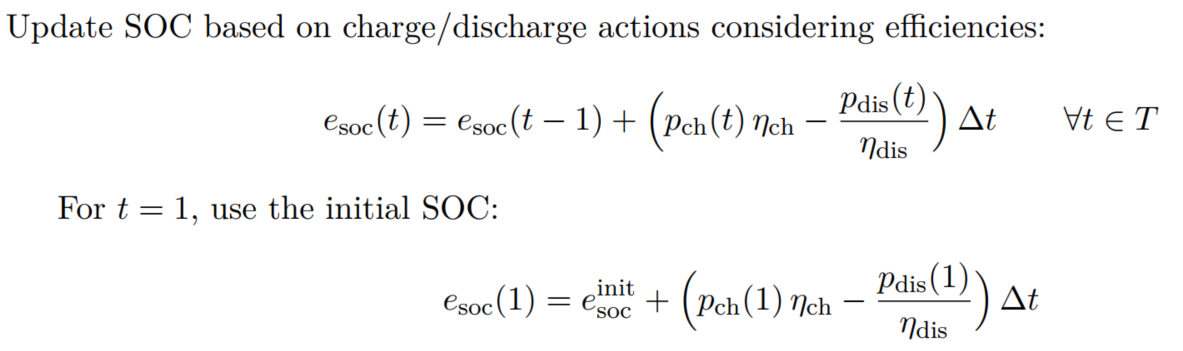 Update SOC based on charge/discharge actions considering efficiencies:
e_soc(t) = e_soc(t − 1) + (p_ch(t) η_ch − p_dis(t)/η_dis) Δt ∀t ∈ T
For t = 1, use the initial SOC:
e_soc(1) = e_soc^init + (p_ch(1) η_ch − p_dis(1)/η_dis) Δt